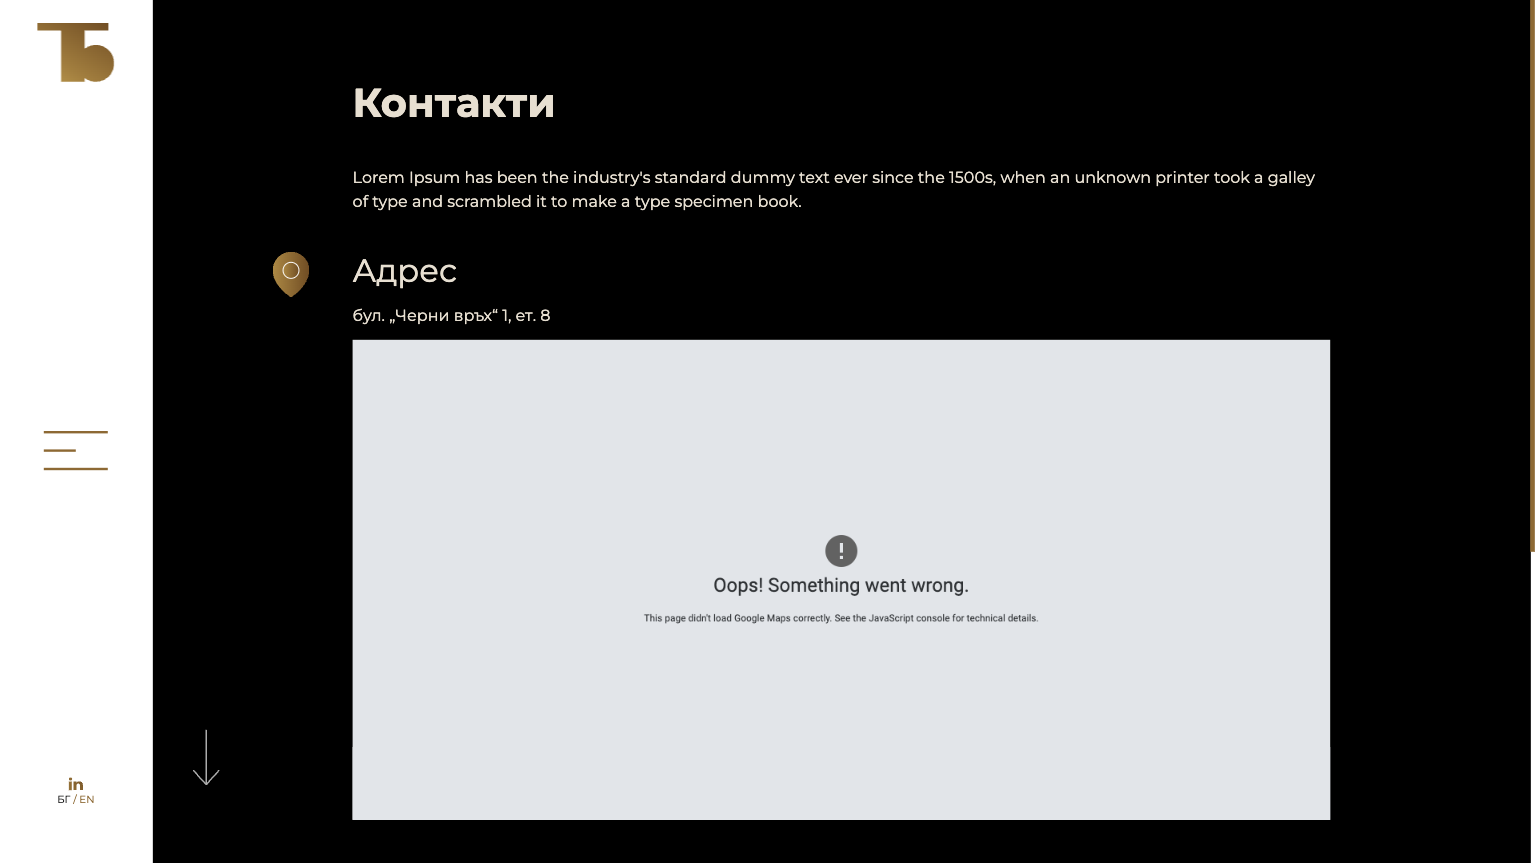 ТБ
Контакти
Lorem Ipsum has been the industry's standard dummy text ever since the 1500s, when an unknown printer took a galley
of type and scrambled it to make a type specimen book.
Адрес
бул. „Черни връх“ 1, ет. 8
Oops! Something went wrong.
This page didn't load Google Maps correctly. See the JavaScript console for technical details.
in
БГ / EN